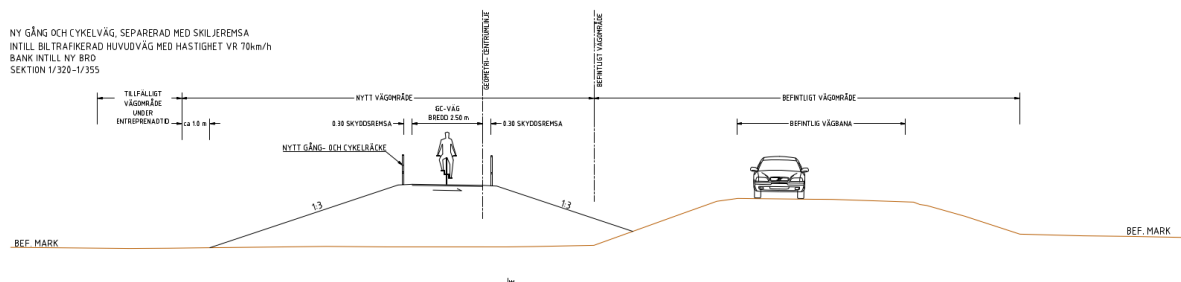 NY GÅNG OCH CYKELVÄG, SEPARERAD MED SKILJEREMSA
INTILL BILTRAFIKERAD HUVUDVÄG MED HASTIGHET VR 70km/h
BANK INTILL NY BRO
SEKTION 1/320-1/355
GEOMETRI- CENTRUMLINJE
BEFINTLIGT VÄGOMRÅDE
TILLFÄLLIGT
VÄGOMRÅDE
UNDER
ENTREPRENADTID
NYTT VÄGOMRÅDE
BEFINTLIGT VÄGOMRÅDE
ca 1.0 m
0.30 SKYDDSREMSA
GC-VÄG
BREDD 2.50 m
0.30 SKYDDSREMSA
BEFINTLIG VÄGBANA
NYTT GÅNG- OCH CYKELRÄCKE
1:3
1:3
BEF. MARK
BEF. MARK